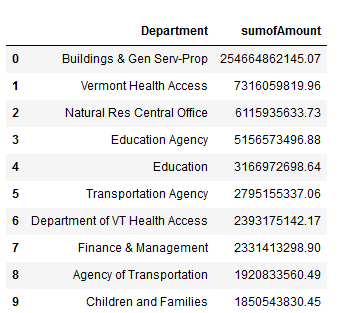 Department sumofAmount
0 Buildings & Gen Serv-Prop 254664862145.07
1 Vermont Health Access 7316059819.96
2 Natural Res Central Office 6115935633.73
3 Education Agency 5156573496.88
4 Education 3166972698.64
5 Transportation Agency 2795155337.06
6 Department of VT Health Access 2393175142.17
7 Finance & Management 2331413298.90
8 Agency of Transportation 1920833560.49
9 Children and Families 1850543830.45